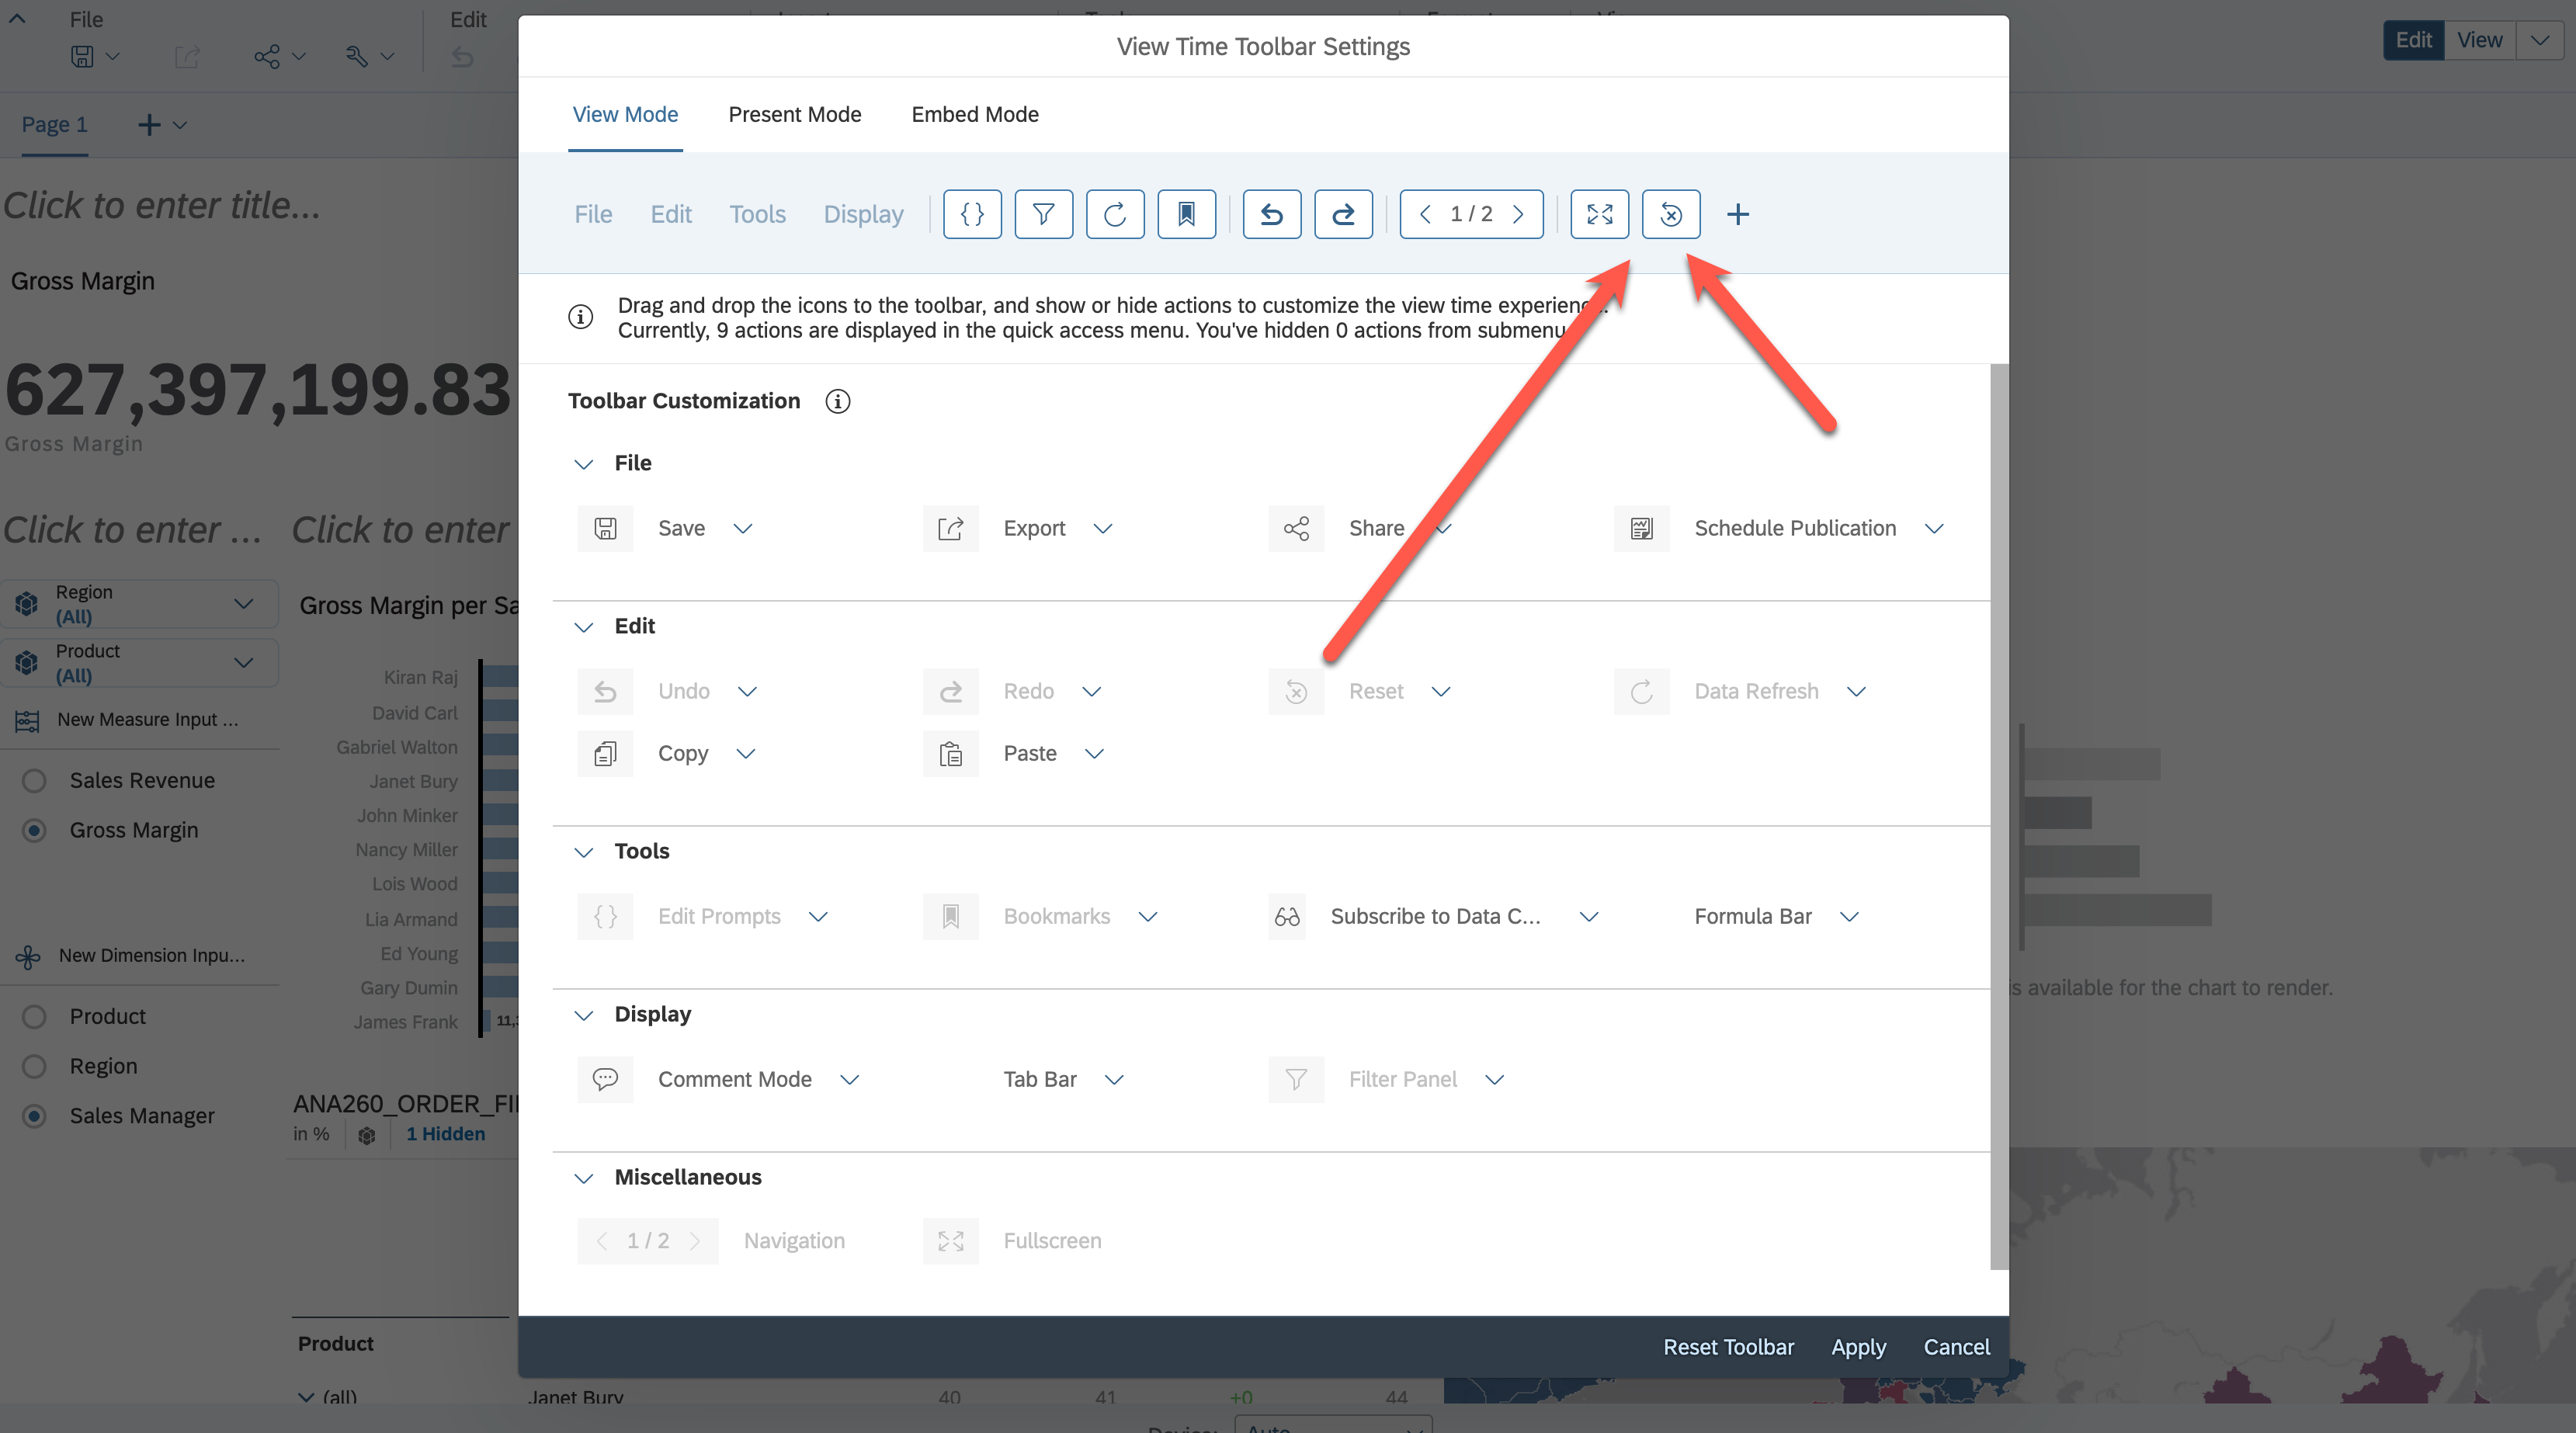 File
Edit
Edit
View
Page 1
Click to enter title...
Gross Margin
627,397,199.83
Gross Margin
Click to enter ...
Click to enter
Region
(All)
Product
(All)
New Measure Input ...
Sales Revenue
Gross Margin
New Dimension Inpu...
Product
Region
Sales Manager
Gross Margin per Sa
Kiran Raj
David Carl
Gabriel Walton
Janet Bury
John Minker
Nancy Miller
Lois Wood
Lia Armand
Ed Young
Gary Dumin
James Frank
11,
ANA260_ORDER_FI
in %
1 Hidden
Product
(all)
Janet Bury
40
41
+0
44
View Time Toolbar Settings
View Mode
Present Mode
Embed Mode
File
Edit
Tools
Display
1 / 2
Drag and drop the icons to the toolbar, and show or hide actions to customize the view time experience.
Currently, 9 actions are displayed in the quick access menu. You've hidden 0 actions from submenu
Toolbar Customization
File
Save
Export
Share
Schedule Publication
Edit
Undo
Redo
Reset
Data Refresh
Copy
Paste
Tools
Edit Prompts
Bookmarks
Subscribe to Data C...
Formula Bar
Display
Comment Mode
Tab Bar
Filter Panel
Miscellaneous
1 / 2
Navigation
Fullscreen
Reset Toolbar
Apply
Cancel
is available for the chart to render.